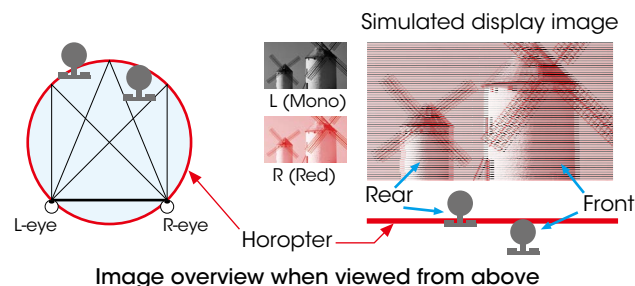 Simulated display image
L (Mono)
R (Red)
L-eye
R-eye
Horopter
Rear
Front
Image overview when viewed from above